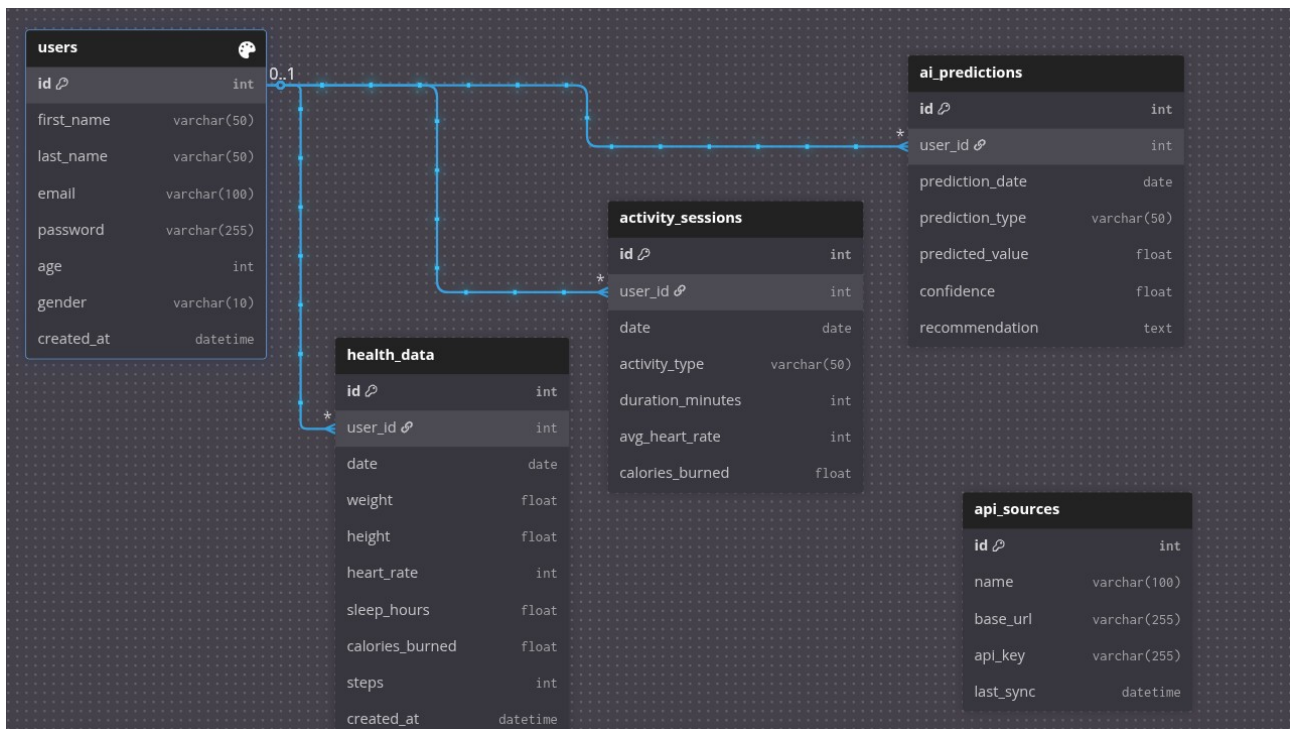 users
id int
first_name varchar(50)
last_name varchar(50)
email varchar(100)
password varchar(255)
age int
gender varchar(10)
created_at datetime
0..1
ai_predictions
id int
*
user_id int
prediction_date date
prediction_type varchar(50)
predicted_value float
confidence float
recommendation text
activity_sessions
id int
*
user_id int
date date
activity_type varchar(50)
duration_minutes int
avg_heart_rate int
calories_burned float
health_data
id int
*
user_id int
date date
weight float
height float
heart_rate int
sleep_hours float
calories_burned float
steps int
created_at datetime
api_sources
id int
name varchar(100)
base_url varchar(255)
api_key varchar(255)
last_sync datetime